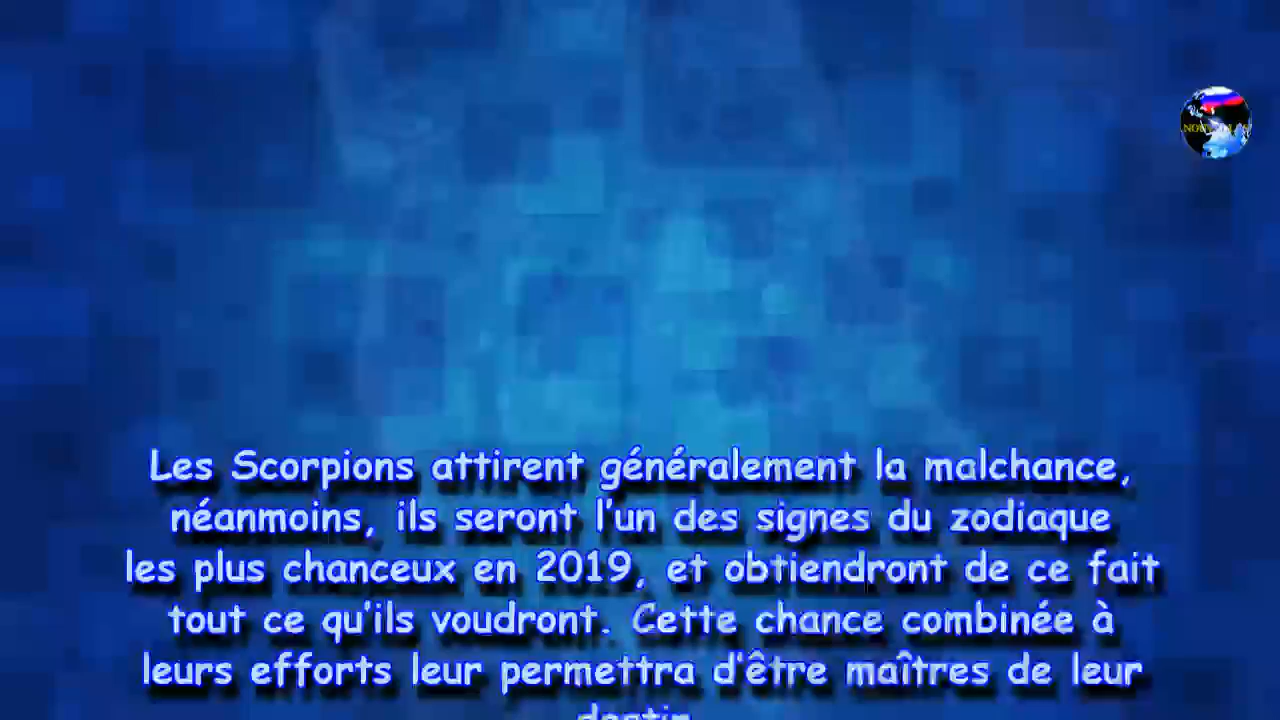 Les Scorpions attirent généralement la malchance,
néanmoins, ils seront l'un des signes du zodiaque
les plus chanceux en 2019, et obtiendront de ce fait
tout ce qu'ils voudront. Cette chance combinée à
leurs efforts leur permettra d'être maîtres de leur